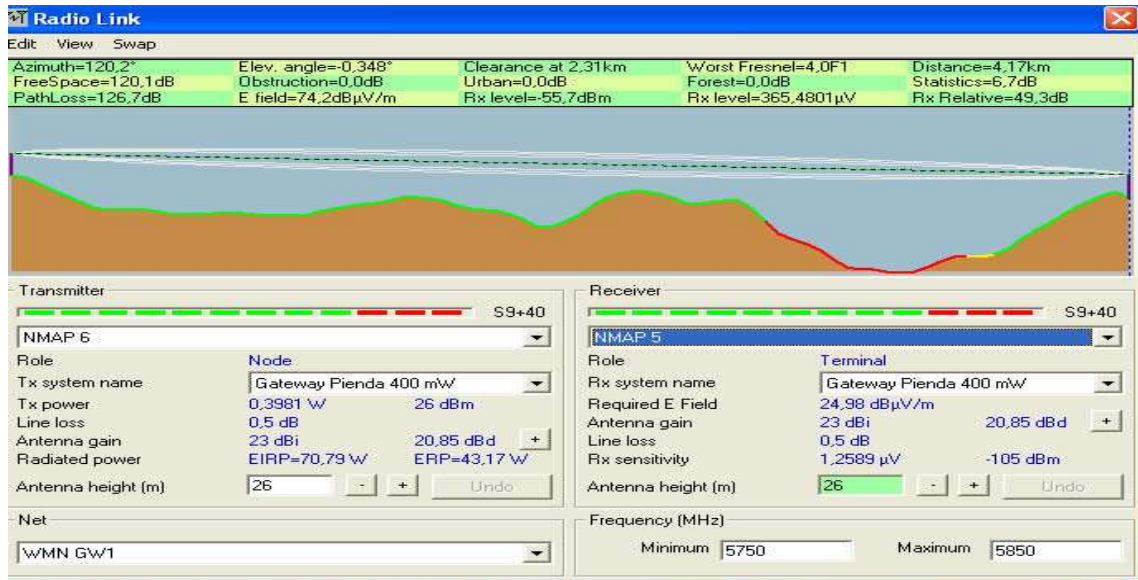 Radio Link
Edit View Swap
Azimuth=120,2° Elev. angle=-0,348° Clearance at 2,31km Worst Fresnel=4,0F1 Distance=4,17km
FreeSpace=120,1dB Obstruction=0,0dB Urban=0,0dB Forest=0,0dB Statistics=6,7dB
PathLoss=126,7dB E field=74,2dBµV/m Rx level=-55,7dBm Rx level=365,4801µV Rx Relative=49,3dB
Transmitter
S9+40
NMAP 6
Role Node
Tx system name Gateway Pienda 400 mW
Tx power 0,3981 W 26 dBm
Line loss 0,5 dB
Antenna gain 23 dBi 20,85 dBd +
Radiated power EIRP=70,79 W ERP=43,17 W
Antenna height (m) 26 - + Undo
Net
WMN GW1
Receiver
S9+40
NMAP 5
Role Terminal
Rx system name Gateway Pienda 400 mW
Required E Field 24,98 dBµV/m
Antenna gain 23 dBi 20,85 dBd +
Line loss 0,5 dB
Rx sensitivity 1,2589 µV -105 dBm
Antenna height (m) 26 - + Undo
Frequency (MHz)
Minimum 5750 Maximum 5850